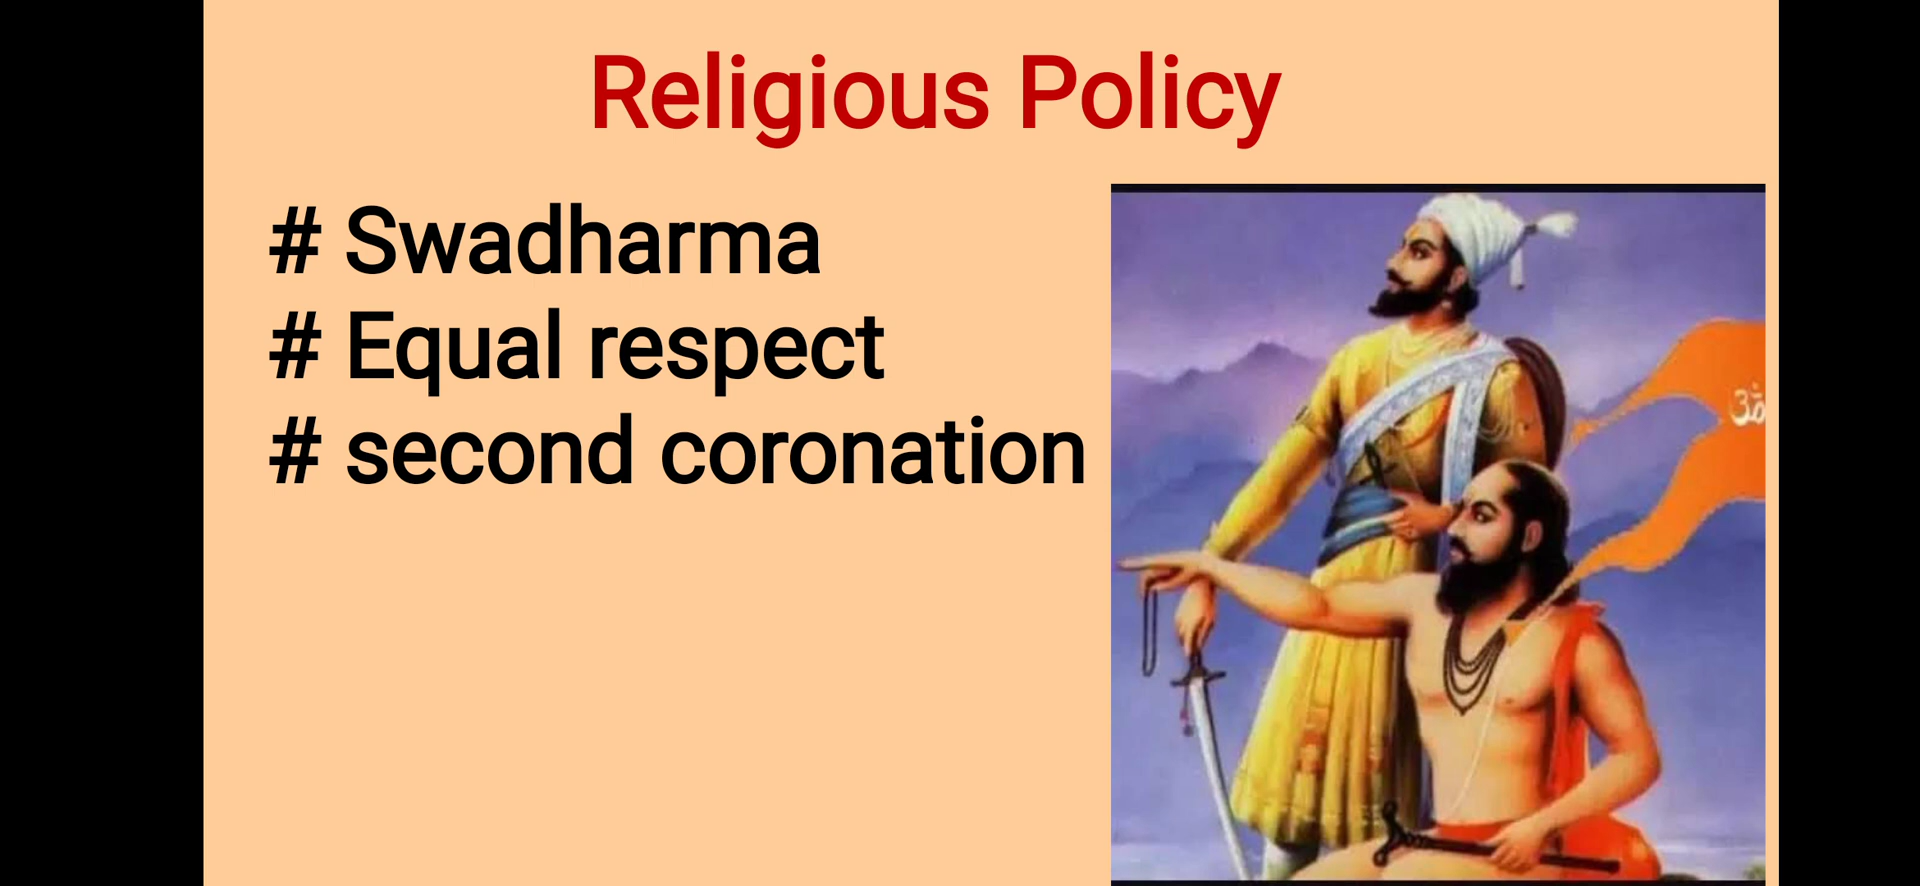 Religious Policy
# Swadharma
# Equal respect
# second coronation
ॐ